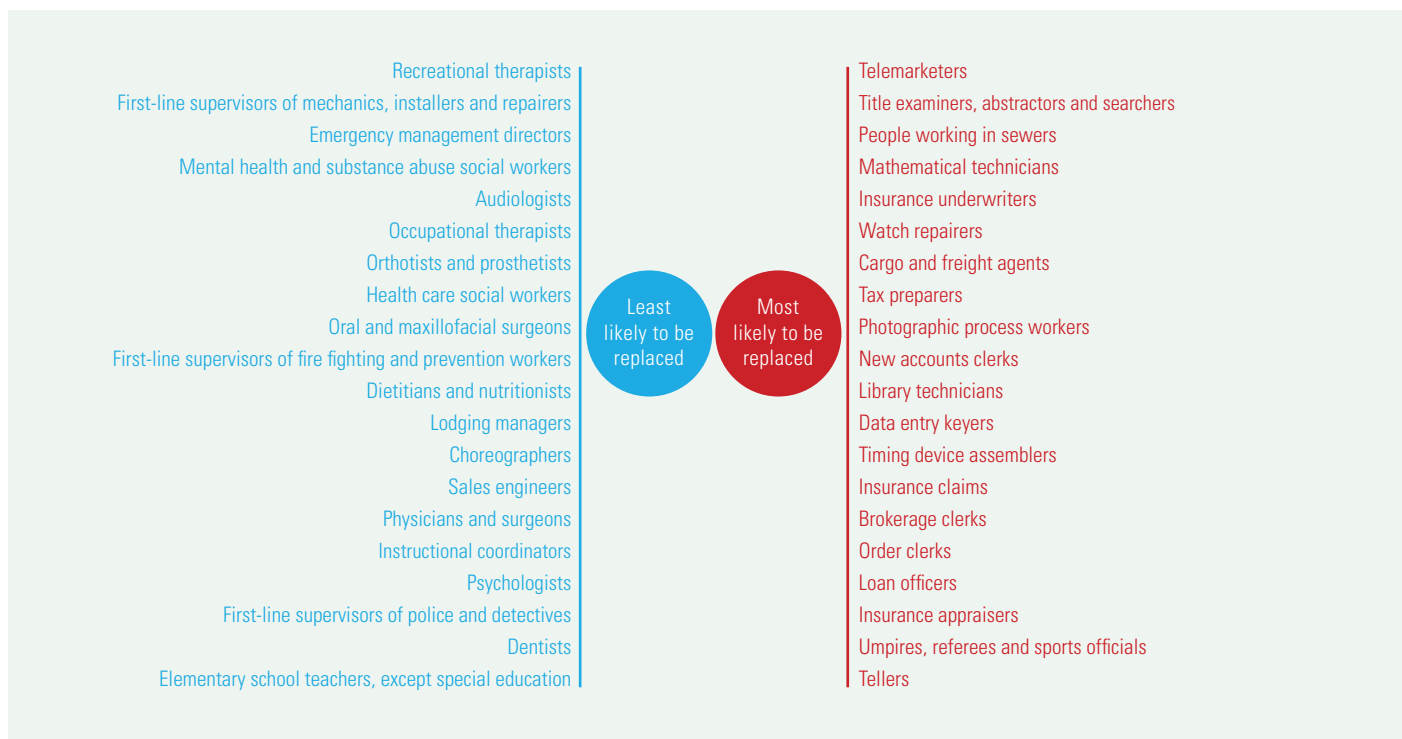 Recreational therapists
First-line supervisors of mechanics, installers and repairers
Emergency management directors
Mental health and substance abuse social workers
Audiologists
Occupational therapists
Orthotists and prosthetists
Health care social workers
Oral and maxillofacial surgeons
First-line supervisors of fire fighting and prevention workers
Dietitians and nutritionists
Lodging managers
Choreographers
Sales engineers
Physicians and surgeons
Instructional coordinators
Psychologists
First-line supervisors of police and detectives
Dentists
Elementary school teachers, except special education
Least
likely to be
replaced
Most
likely to be
replaced
Telemarketers
Title examiners, abstractors and searchers
People working in sewers
Mathematical technicians
Insurance underwriters
Watch repairers
Cargo and freight agents
Tax preparers
Photographic process workers
New accounts clerks
Library technicians
Data entry keyers
Timing device assemblers
Insurance claims
Brokerage clerks
Order clerks
Loan officers
Insurance appraisers
Umpires, referees and sports officials
Tellers